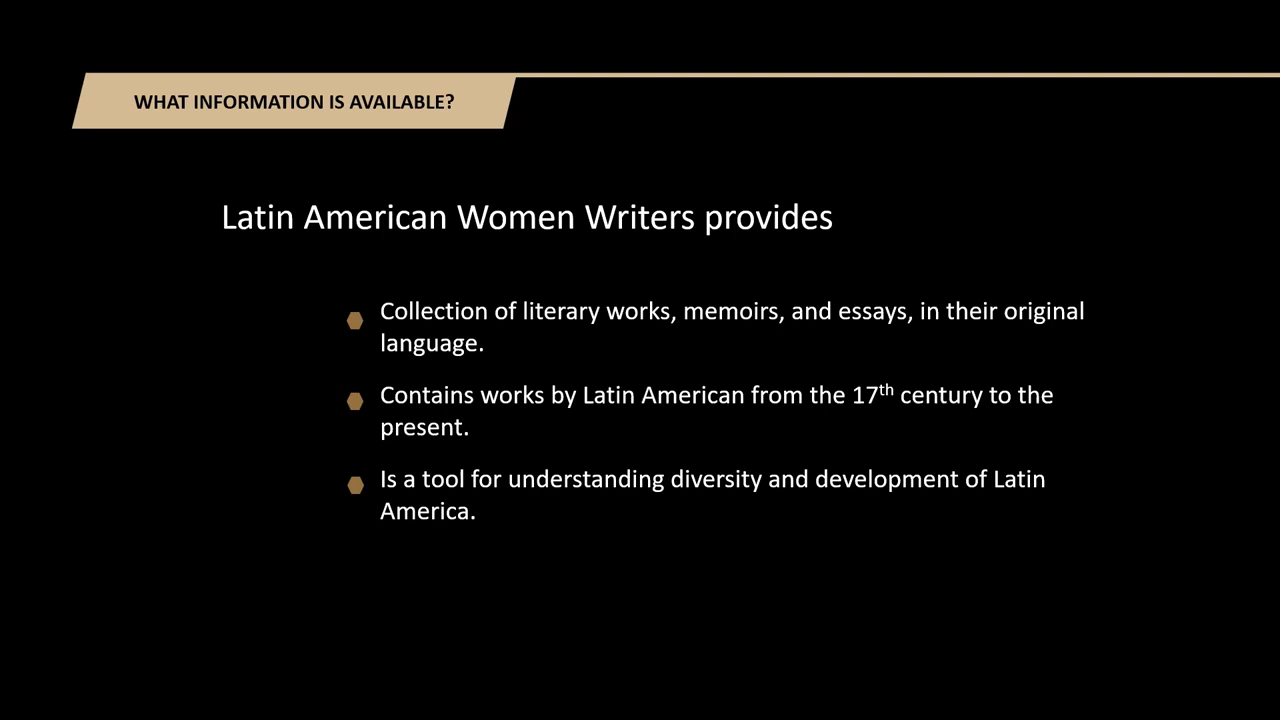 WHAT INFORMATION IS AVAILABLE?
Latin American Women Writers provides
Collection of literary works, memoirs, and essays, in their original
language.
Contains works by Latin American from the 17th century to the
present.
Is a tool for understanding diversity and development of Latin
America.